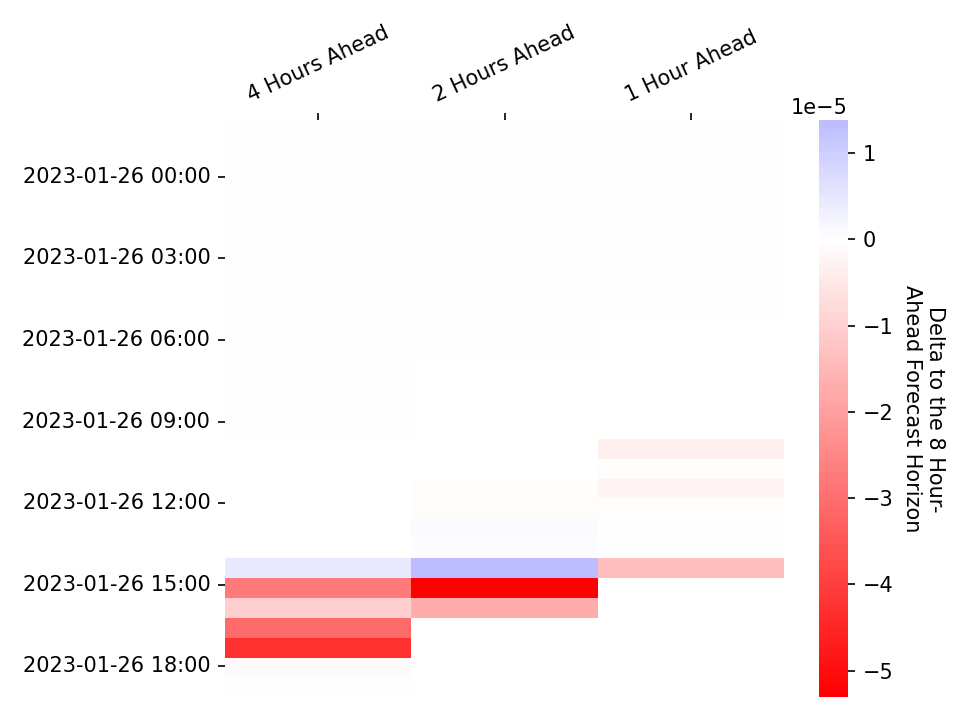 4 Hours Ahead
2 Hours Ahead
1 Hour Ahead
1e−5
2023-01-26 00:00
2023-01-26 03:00
2023-01-26 06:00
2023-01-26 09:00
2023-01-26 12:00
2023-01-26 15:00
2023-01-26 18:00
1
0
−1
−2
−3
−4
−5
Delta to the 8 Hour-
Ahead Forecast Horizon